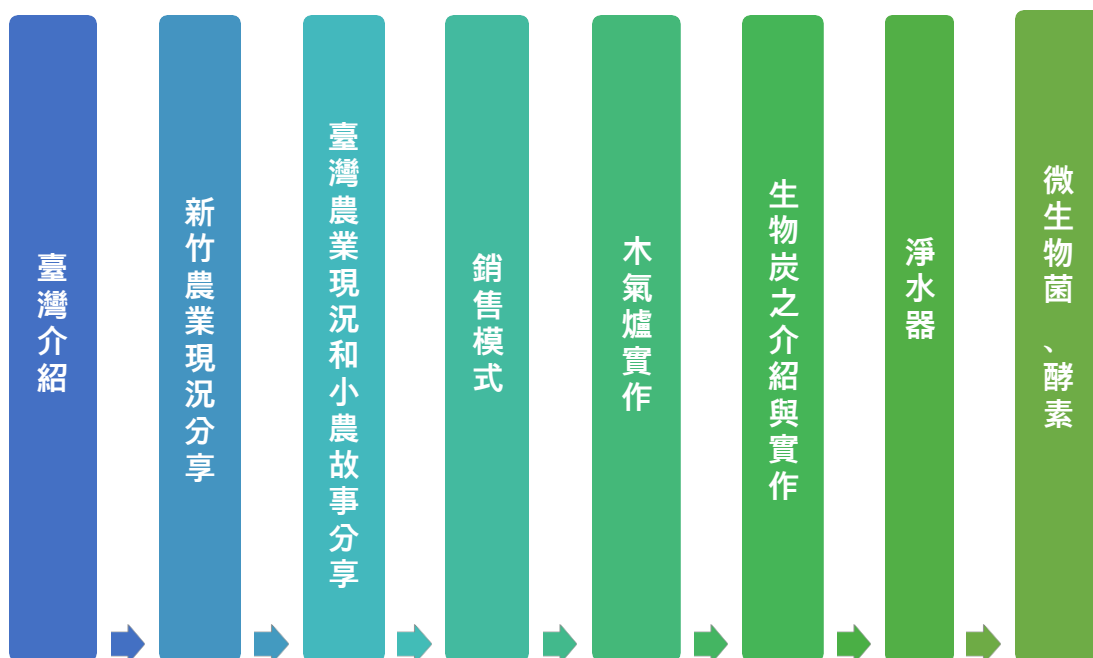 臺灣介紹
新竹農業現況分享
臺灣農業現況和小農故事分享
銷售模式
木氣爐實作
生物炭之介紹與實作
淨水器
微生物菌、酵素